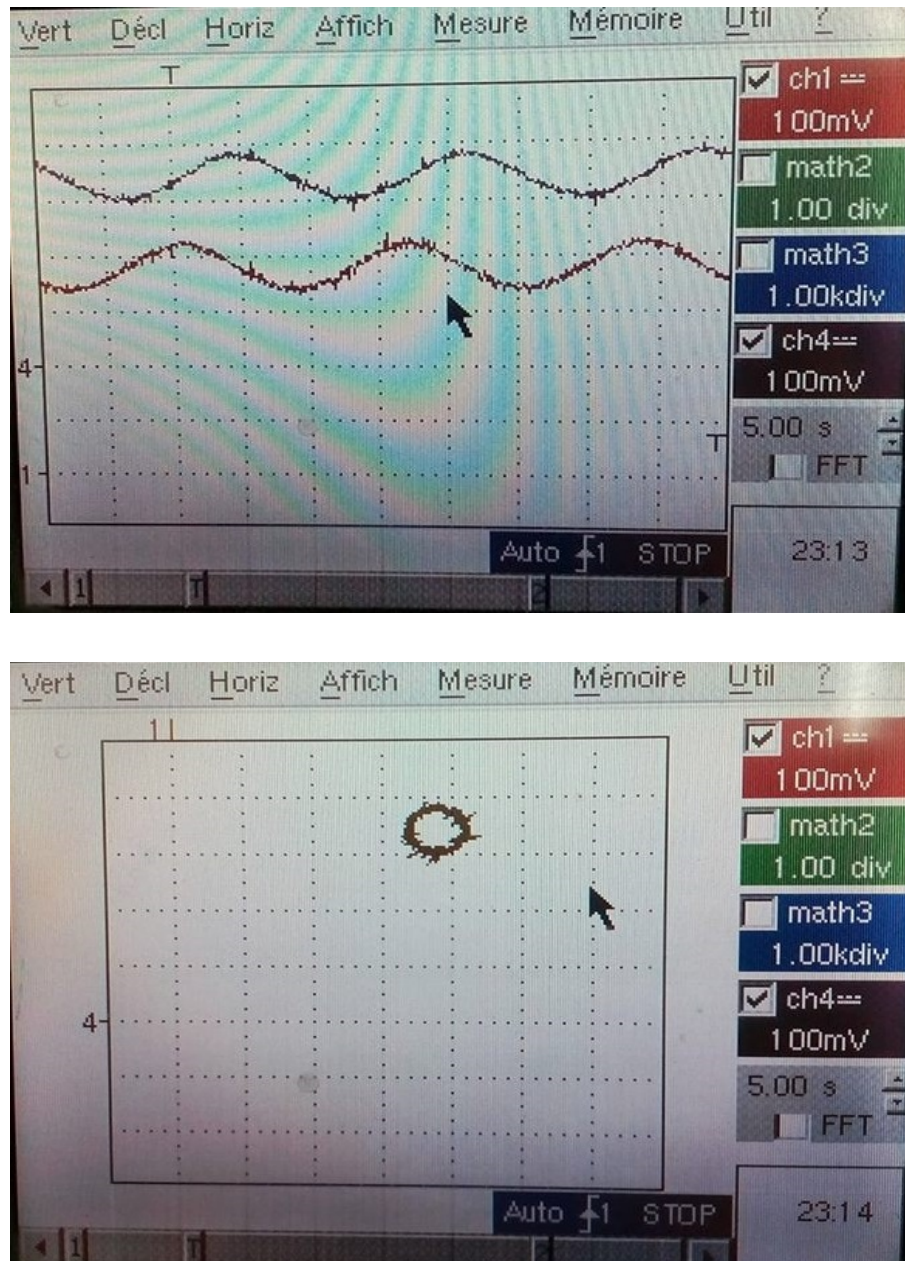 Vert Décl Horiz Affich Mesure Mémoire Util ?
T
ch1
100mV
math2
1.00 div
math3
1.00kdiv
ch4
100mV
4
1
T
5.00 s
FFT
Auto 1 STOP
23:13
1 T 2
Vert Décl Horiz Affich Mesure Mémoire Util ?
1
ch1
100mV
math2
1.00 div
math3
1.00kdiv
4
ch4
100mV
5.00 s
FFT
Auto 1 STOP
23:14
1 T 2